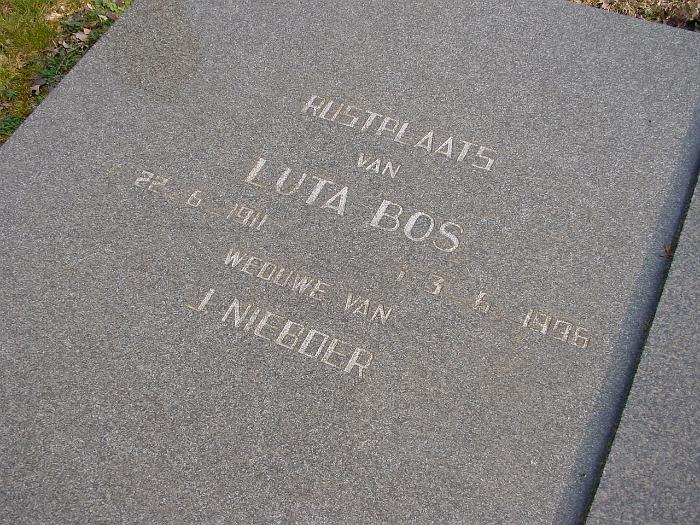 RUSTPLAATS
VAN
LUTA BOS
* 22-6-1911 † 3-6-1996
WEDUWE VAN
J. NIEBOER